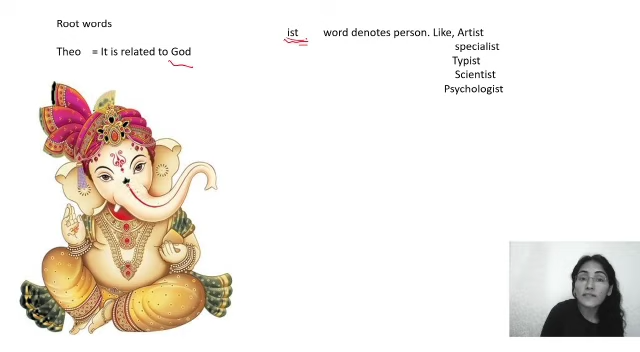 Root words
Theo = It is related to God
ist word denotes person. Like, Artist
specialist
Typist
Scientist
Psychologist